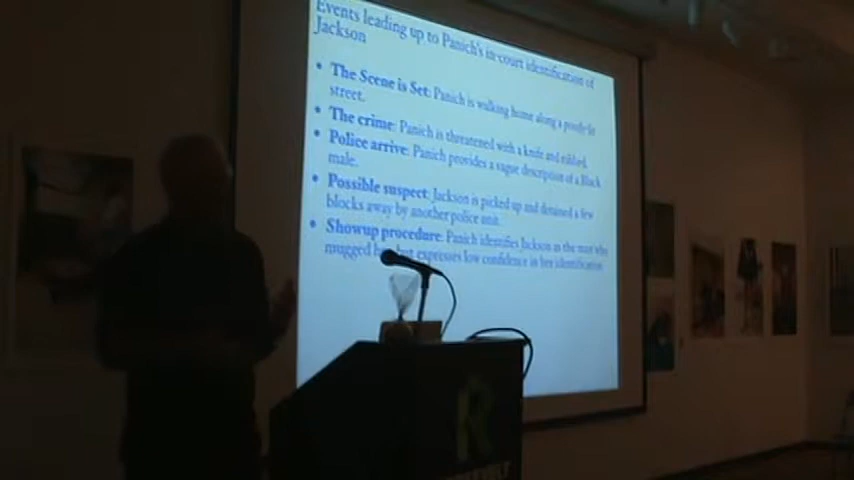 Events leading up to Panich's in-court identification of
Jackson
• The Scene is Set: Panich is walking home along a poorly-lit
street.
• The crime: Panich is threatened with a knife and robbed.
• Police arrive: Panich provides a vague description of a Black
male.
• Possible suspect: Jackson is picked up and detained a few
blocks away by another police unit.
• Showup procedure: Panich identifies Jackson as the man who
mugged her but expresses low confidence in her identification
R